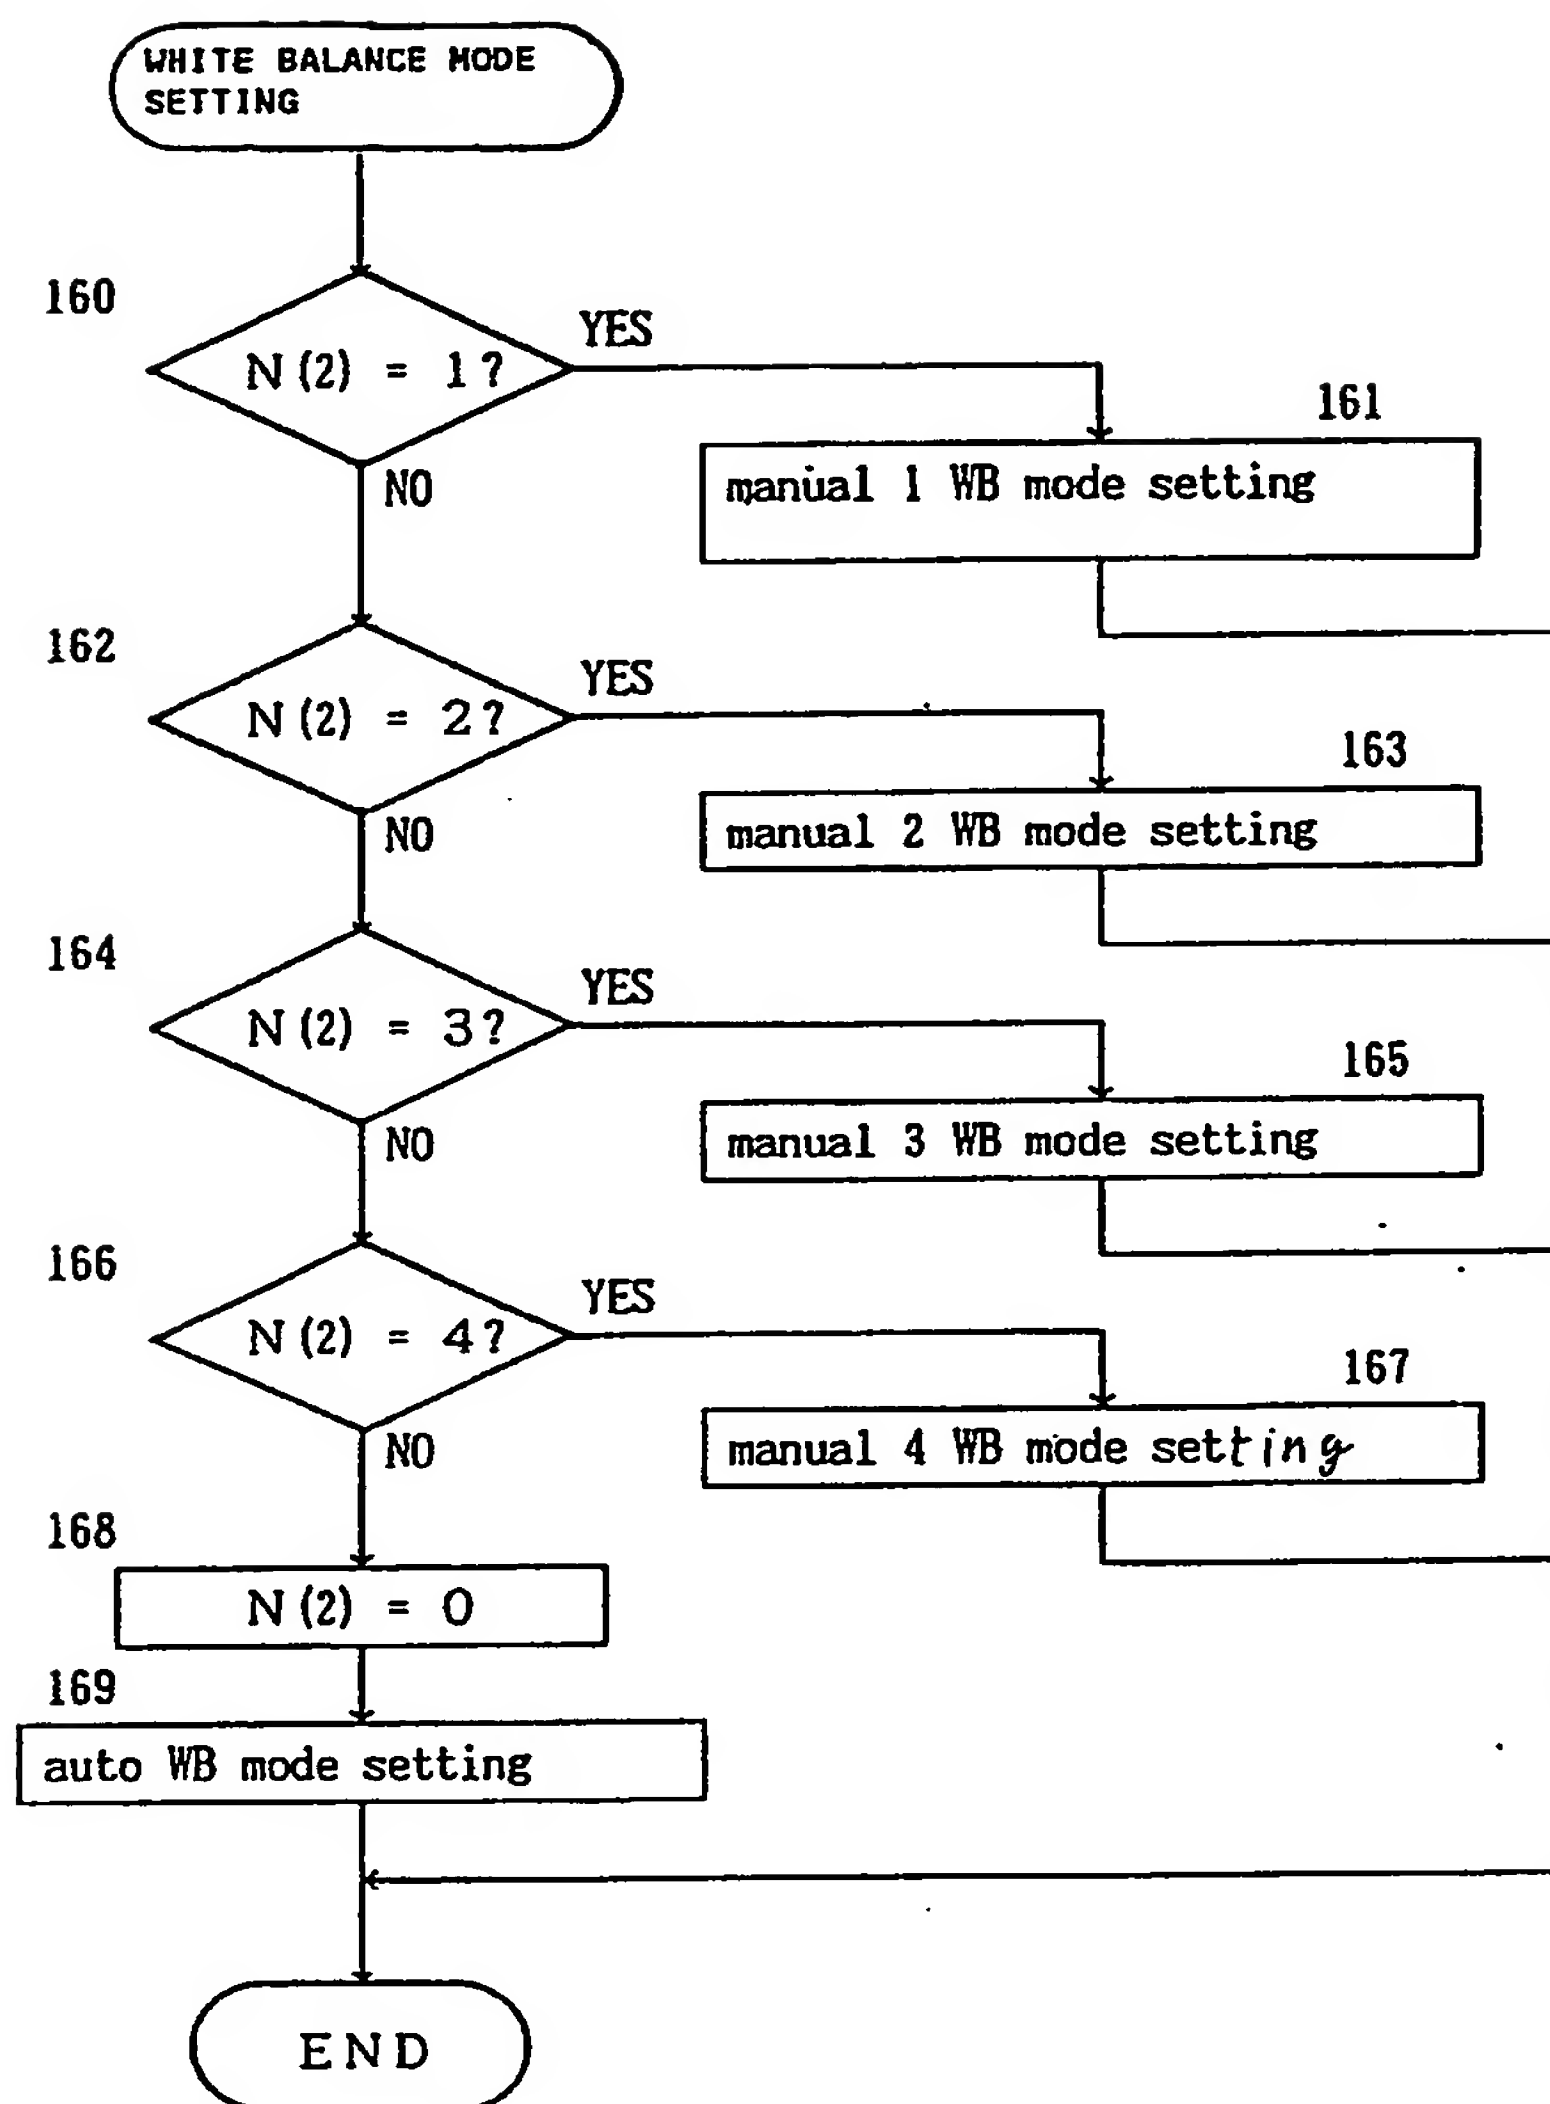 WHITE BALANCE MODE
SETTING
160
N(2) = 1?
YES
161
manual 1 WB mode setting
NO
162
N(2) = 2?
YES
163
manual 2 WB mode setting
NO
164
N(2) = 3?
YES
165
manual 3 WB mode setting
NO
166
N(2) = 4?
YES
167
manual 4 WB mode setting
NO
168
N(2) = 0
169
auto WB mode setting
END